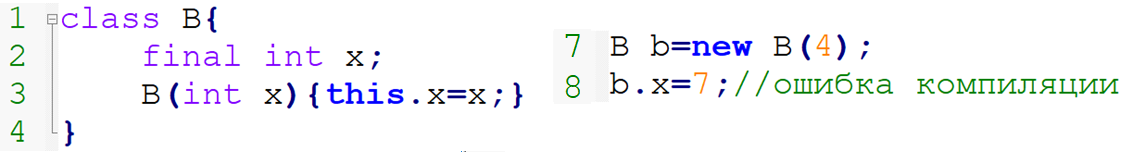 1 class B{
2 final int x;
3 B(int x){this.x=x;}
4 }
7 B b=new B(4);
8 b.x=7;//ошибка компиляции